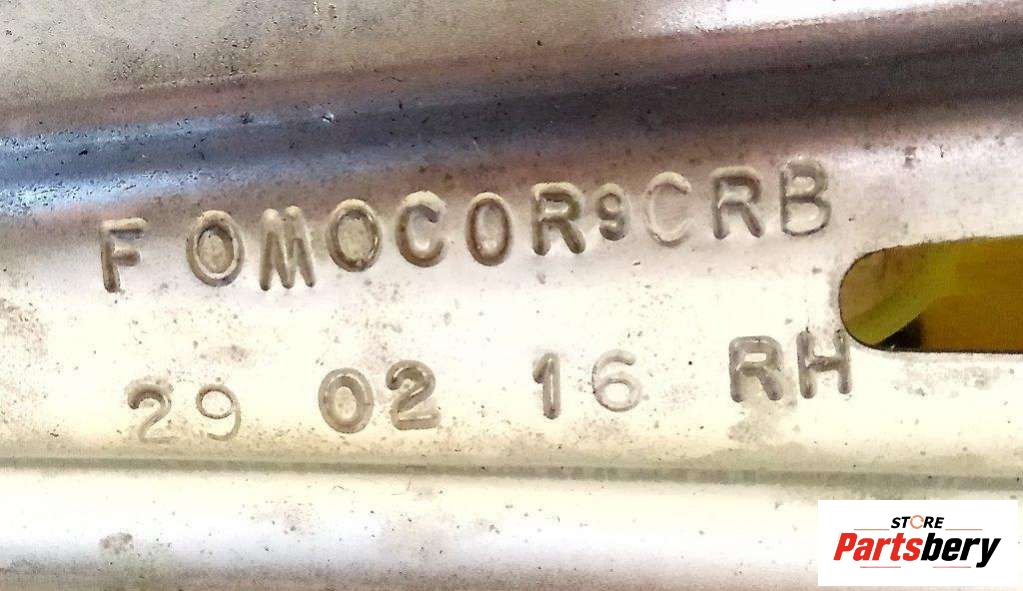 FOMOCOR9CRB
29 02 16 RH
STORE
Partsbery